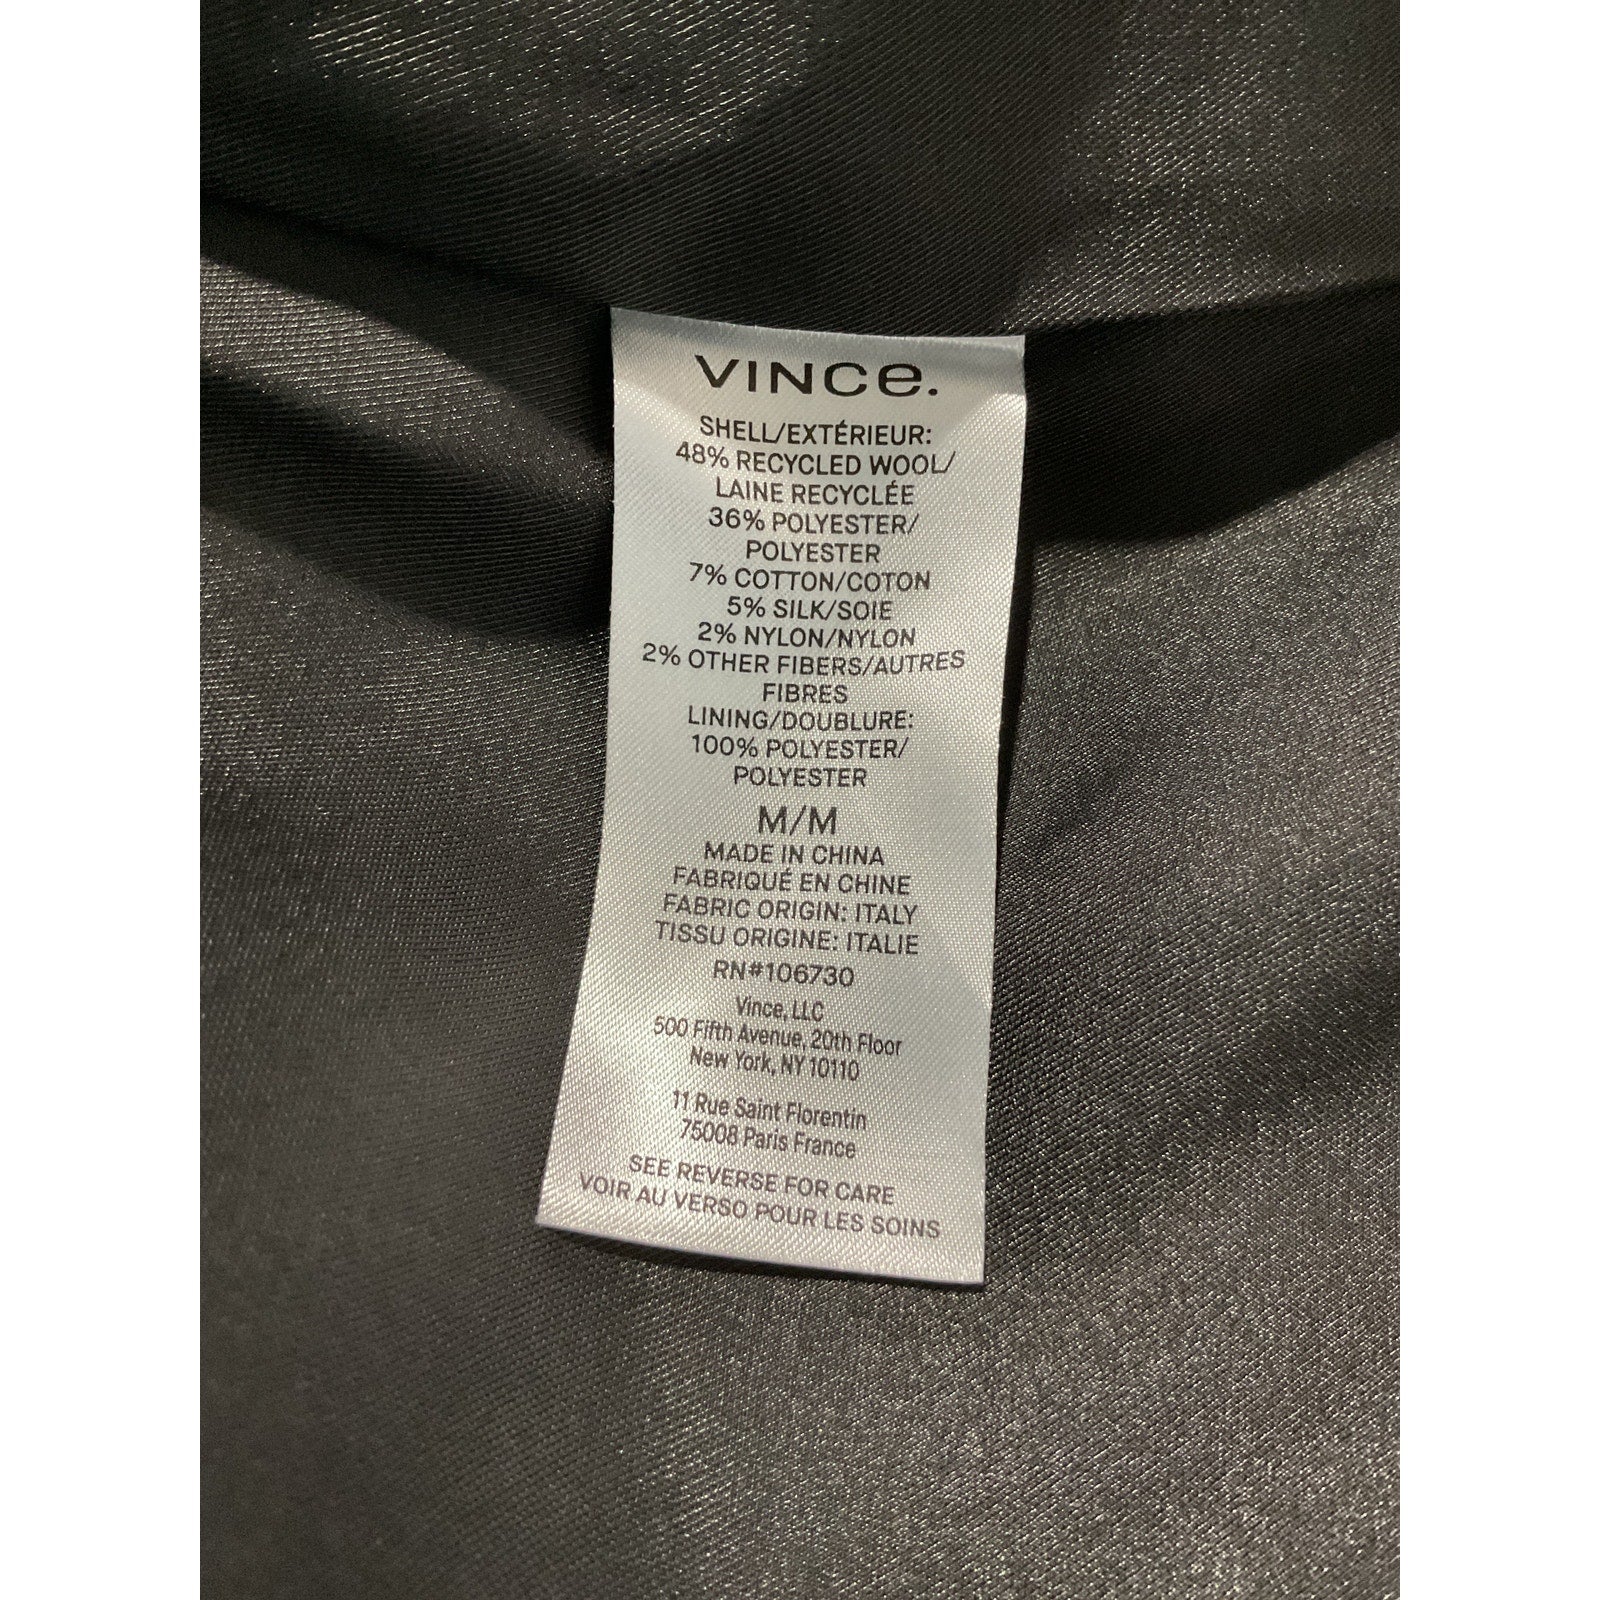 VINCe.
SHELL/EXTÉRIEUR:
48% RECYCLED WOOL/
LAINE RECYCLÉE
36% POLYESTER/
POLYESTER
7% COTTON/COTON
5% SILK/SOIE
2% NYLON/NYLON
2% OTHER FIBERS/AUTRES
FIBRES
LINING/DOUBLURE:
100% POLYESTER/
POLYESTER
M/M
MADE IN CHINA
FABRIQUÉ EN CHINE
FABRIC ORIGIN: ITALY
TISSU ORIGINE: ITALIE
RN#106730
Vince, LLC
500 Fifth Avenue, 20th Floor
New York, NY 10110
11 Rue Saint Florentin
75008 Paris France
SEE REVERSE FOR CARE
VOIR AU VERSO POUR LES SOINS